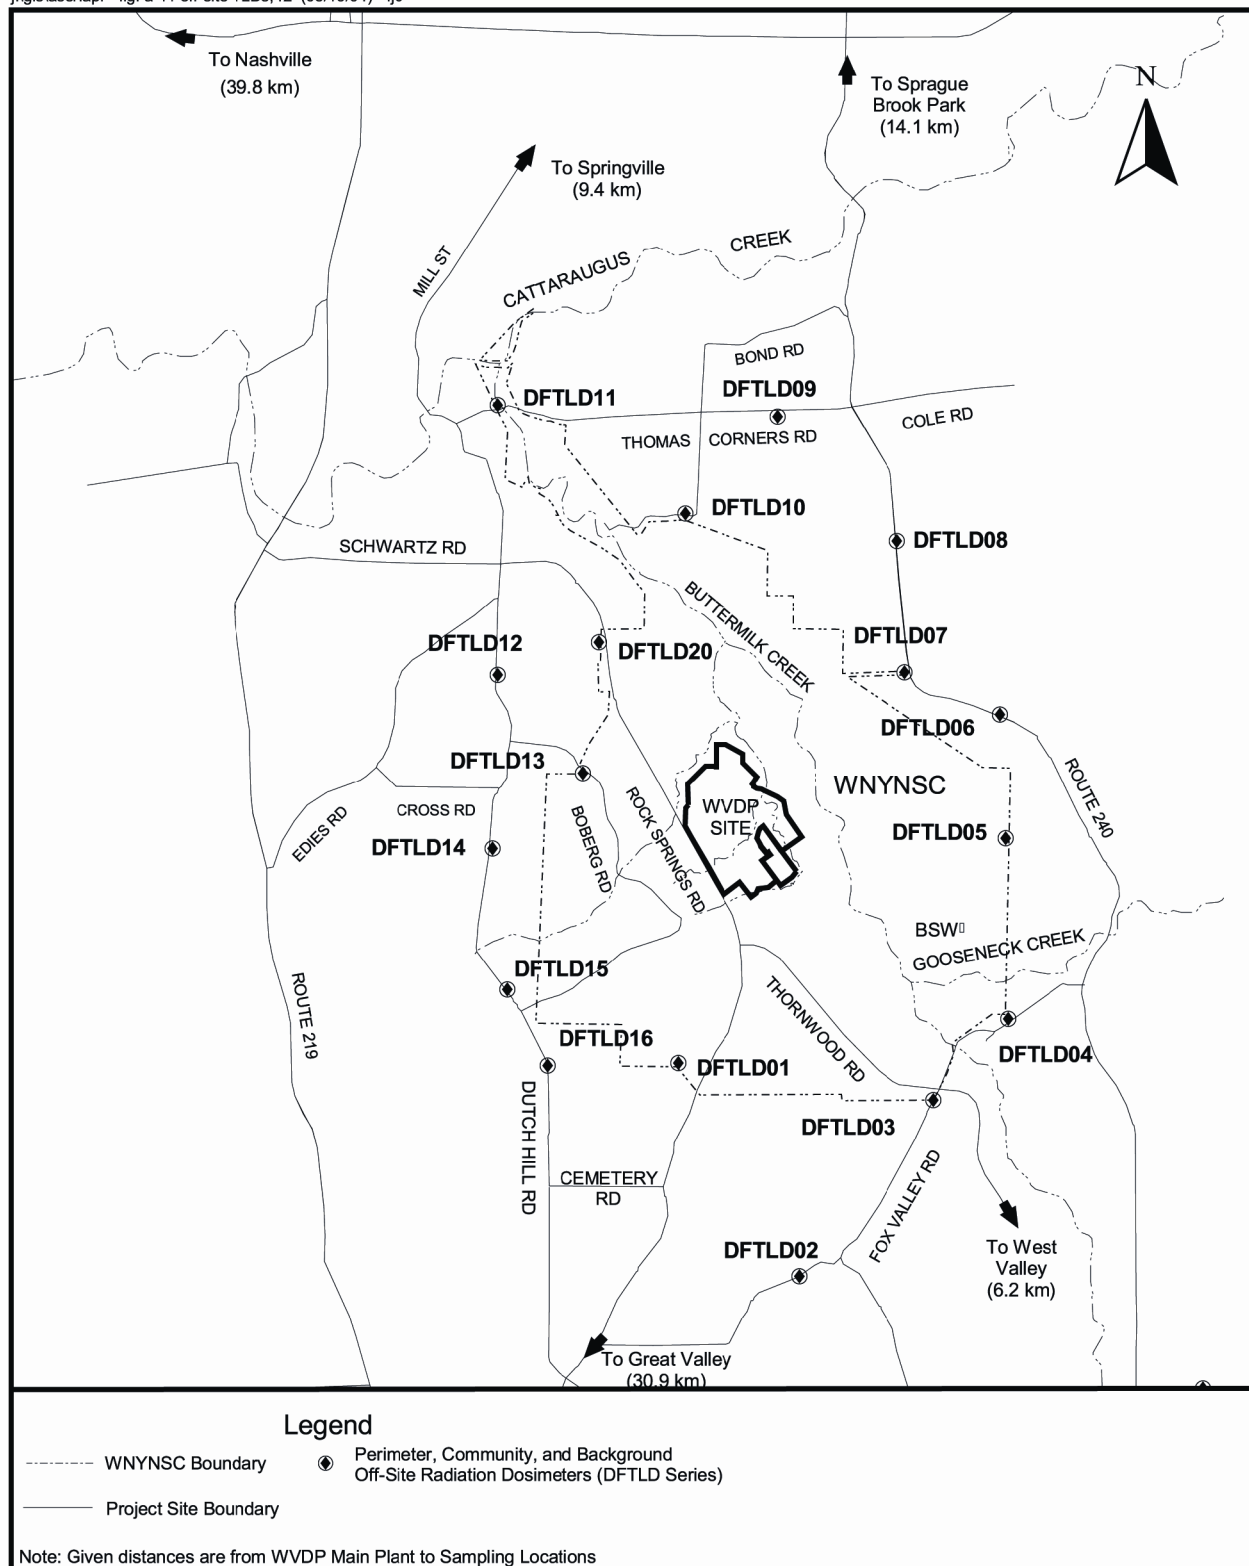 To Nashville
(39.8 km)
To Sprague
Brook Park
(14.1 km)
N
To Springville
(9.4 km)
MILL ST
CATTARAUGUS CREEK
BOND RD
DFTLD09
DFTLD11
COLE RD
THOMAS CORNERS RD
DFTLD10
DFTLD08
SCHWARTZ RD
BUTTERMILK CREEK
DFTLD07
DFTLD12
DFTLD20
DFTLD06
DFTLD13
WNYNSC
ROUTE 240
WVDP
SITE
EDIES RD
CROSS RD
BOBERG RD
ROCK SPRINGS RD
DFTLD05
DFTLD14
BSW
GOOSENECK CREEK
DFTLD15
ROUTE 219
THORNWOOD RD
DFTLD16
DFTLD01
DFTLD04
DUTCH HILL RD
DFTLD03
CEMETERY
RD
FOX VALLEY RD
DFTLD02
To West
Valley
(6.2 km)
To Great Valley
(30.9 km)
Legend
WNYNSC Boundary
Perimeter, Community, and Background
Off-Site Radiation Dosimeters (DFTLD Series)
Project Site Boundary
Note: Given distances are from WVDP Main Plant to Sampling Locations